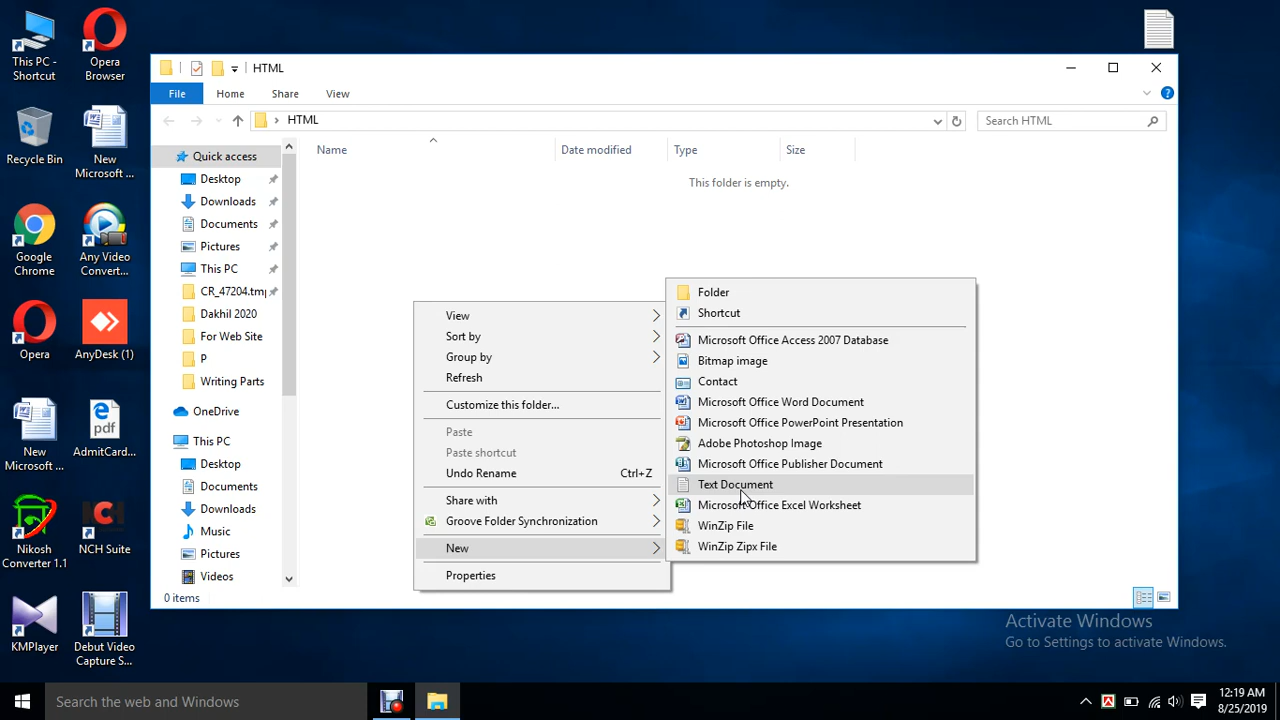 This PC -
Shortcut
Opera
Browser
Recycle Bin
New
Microsoft ...
Google
Chrome
Any Video
Convert...
Opera
AnyDesk (1)
New
Microsoft ...
AdmitCard...
Nikosh
Converter 1.1
NCH Suite
KMPlayer
Debut Video
Capture S...
HTML
File
Home
Share
View
HTML
Search HTML
Name
Date modified
Type
Size
This folder is empty.
Quick access
Desktop
Downloads
Documents
Pictures
This PC
CR_47204.tmp
Dakhil 2020
For Web Site
P
Writing Parts
OneDrive
This PC
Desktop
Documents
Downloads
Music
Pictures
Videos
0 items
View
Sort by
Group by
Refresh
Customize this folder...
Paste
Paste shortcut
Undo Rename Ctrl+Z
Share with
Groove Folder Synchronization
New
Properties
Folder
Shortcut
Microsoft Office Access 2007 Database
Bitmap image
Contact
Microsoft Office Word Document
Microsoft Office PowerPoint Presentation
Adobe Photoshop Image
Microsoft Office Publisher Document
Text Document
Microsoft Office Excel Worksheet
WinZip File
WinZip Zipx File
Activate Windows
Go to Settings to activate Windows.
Search the web and Windows
12:19 AM
8/25/2019